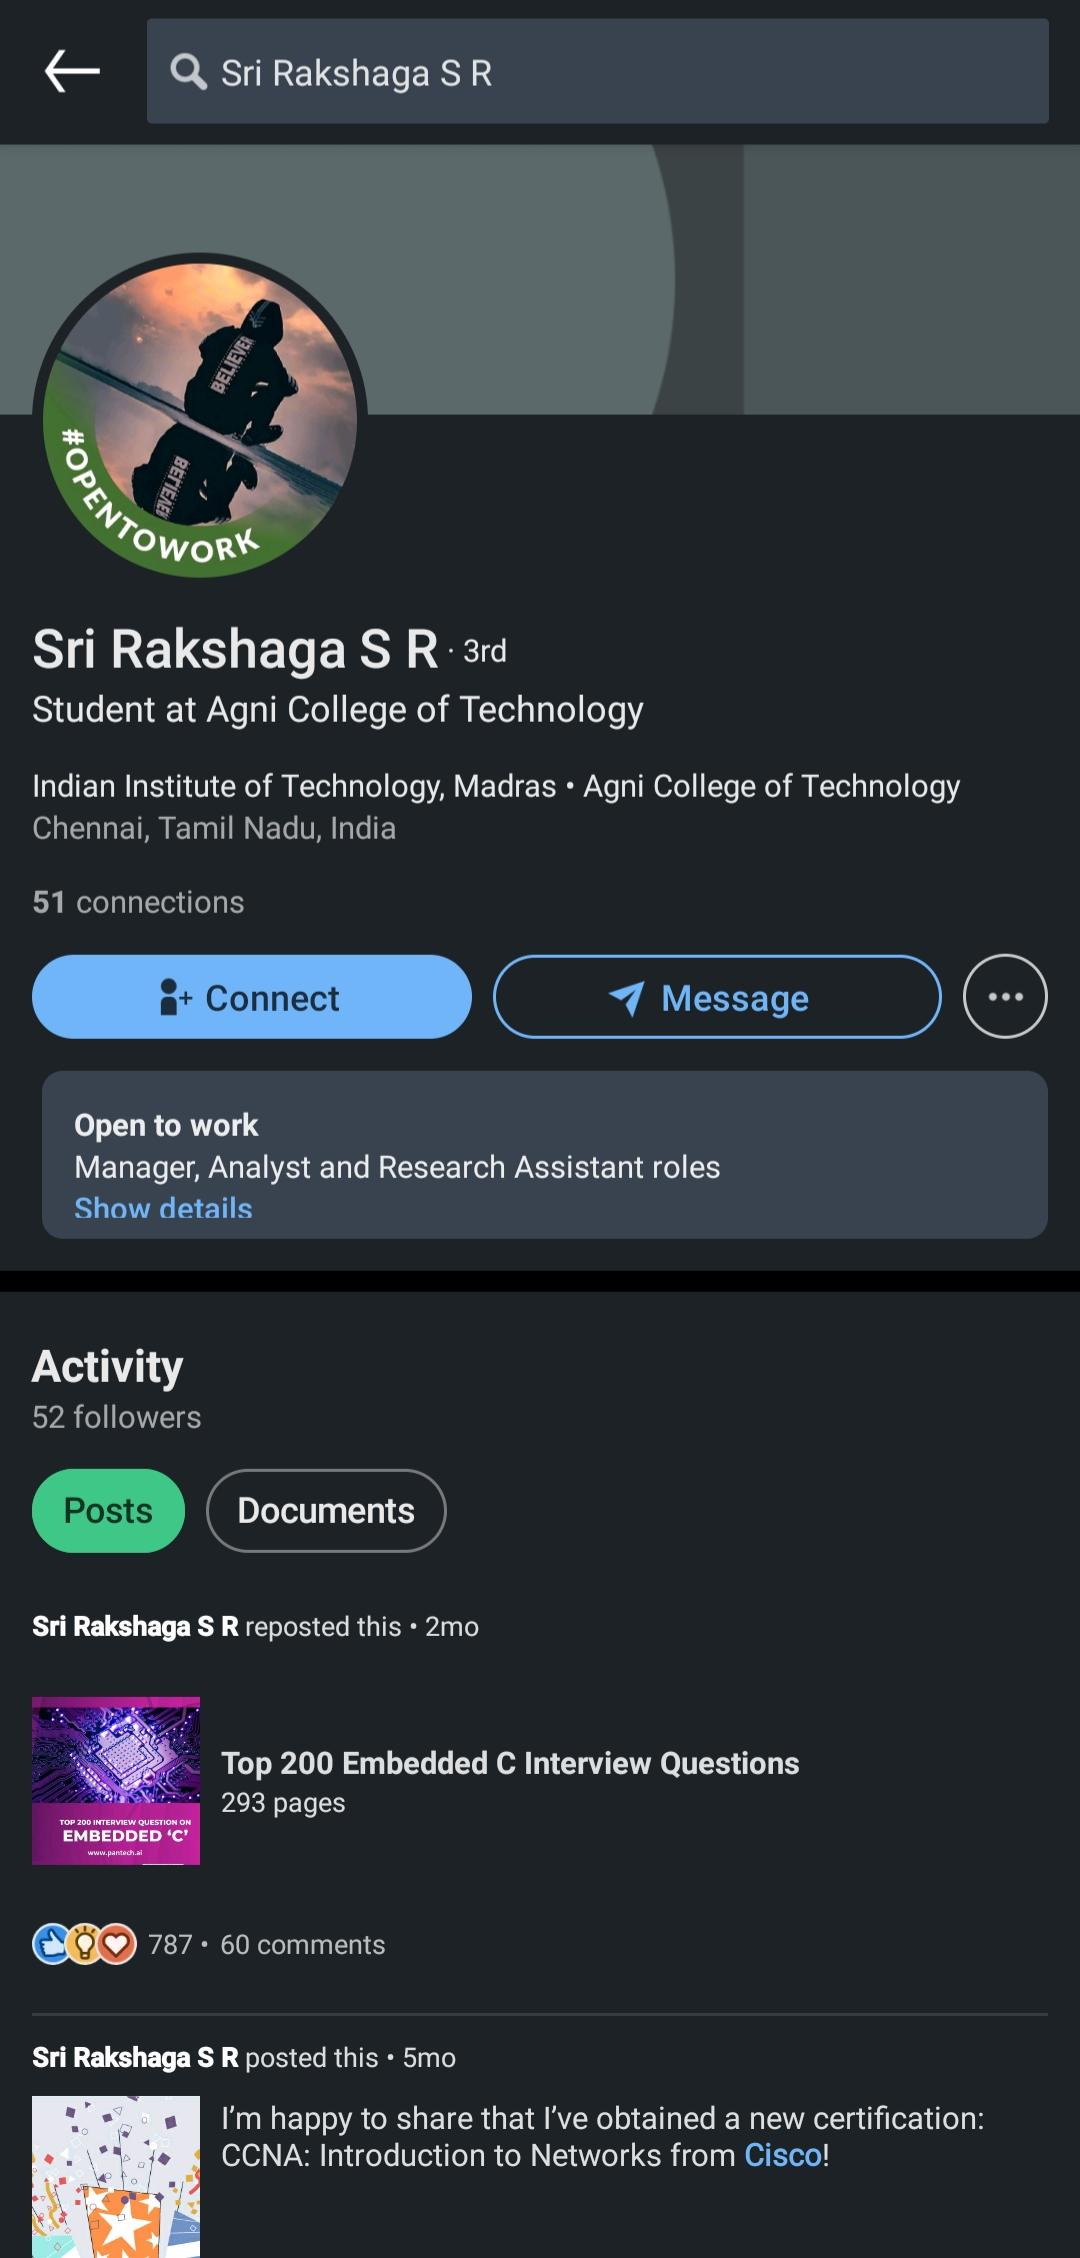 Sri Rakshaga S R
BELIEVER
BELIEVER
#OPENTOWORK
Sri Rakshaga S R · 3rd
Student at Agni College of Technology
Indian Institute of Technology, Madras • Agni College of Technology
Chennai, Tamil Nadu, India
51 connections
Connect
Message
Open to work
Manager, Analyst and Research Assistant roles
Show details
Activity
52 followers
Posts
Documents
Sri Rakshaga S R reposted this • 2mo
TOP 200 INTERVIEW QUESTION ON
EMBEDDED ‘C’
www.pantech.ai
Top 200 Embedded C Interview Questions
293 pages
787 • 60 comments
Sri Rakshaga S R posted this • 5mo
I’m happy to share that I’ve obtained a new certification:
CCNA: Introduction to Networks from Cisco!